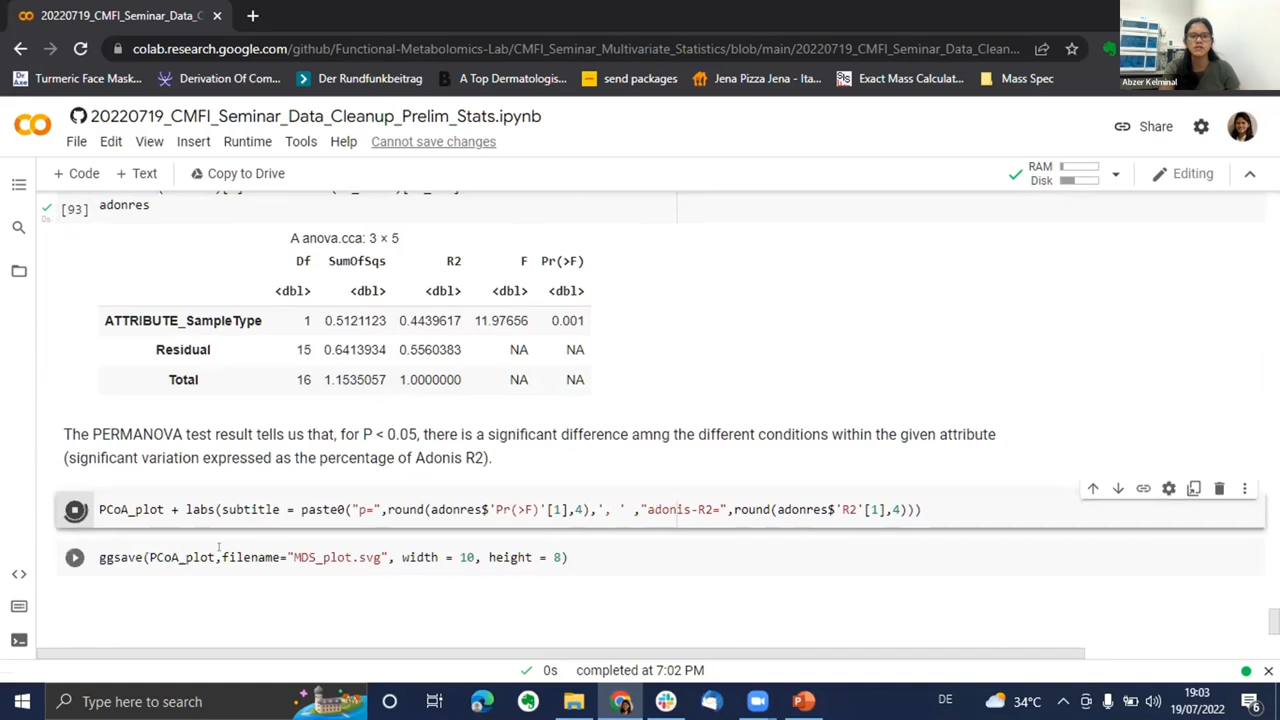 20220719_CMFI_Seminar_Data_C
colab.research.google.com/github/Functional-Metabolomics-Lab/CMFI_Seminar_Multivariate_Statistics/blob/main/20220719_CMFI_Seminar_Data_Clean...
Abzer Kelminal
Turmeric Face Mask... Derivation Of Com... Der Rundfunkbeitrag A Top Dermatologis... send packages Jena Pizza Jena | Ita... Exact Mass Calculat... Mass Spec
20220719_CMFI_Seminar_Data_Cleanup_Prelim_Stats.ipynb
Share
File Edit View Insert Runtime Tools Help Cannot save changes
+ Code + Text Copy to Drive
RAM
Disk
Editing
[93]
0s
adonres
A anova.cca: 3 × 5
Df SumOfSqs R2 F Pr(>F)
<dbl> <dbl> <dbl> <dbl> <dbl>
ATTRIBUTE_SampleType 1 0.5121123 0.4439617 11.97656 0.001
Residual 15 0.6413934 0.5560383 NA NA
Total 16 1.1535057 1.0000000 NA NA
The PERMANOVA test result tells us that, for P < 0.05, there is a significant difference amng the different conditions within the given attribute
(significant variation expressed as the percentage of Adonis R2).
PCoA_plot + labs(subtitle = paste0("p=",round(adonres$'Pr(>F)'[1],4),', ' ,"adonis-R2=",round(adonres$'R2'[1],4)))
ggsave(PCoA_plot,filename="MDS_plot.svg", width = 10, height = 8)
0s completed at 7:02 PM
Type here to search
DE
34°C
19:03
19/07/2022
6